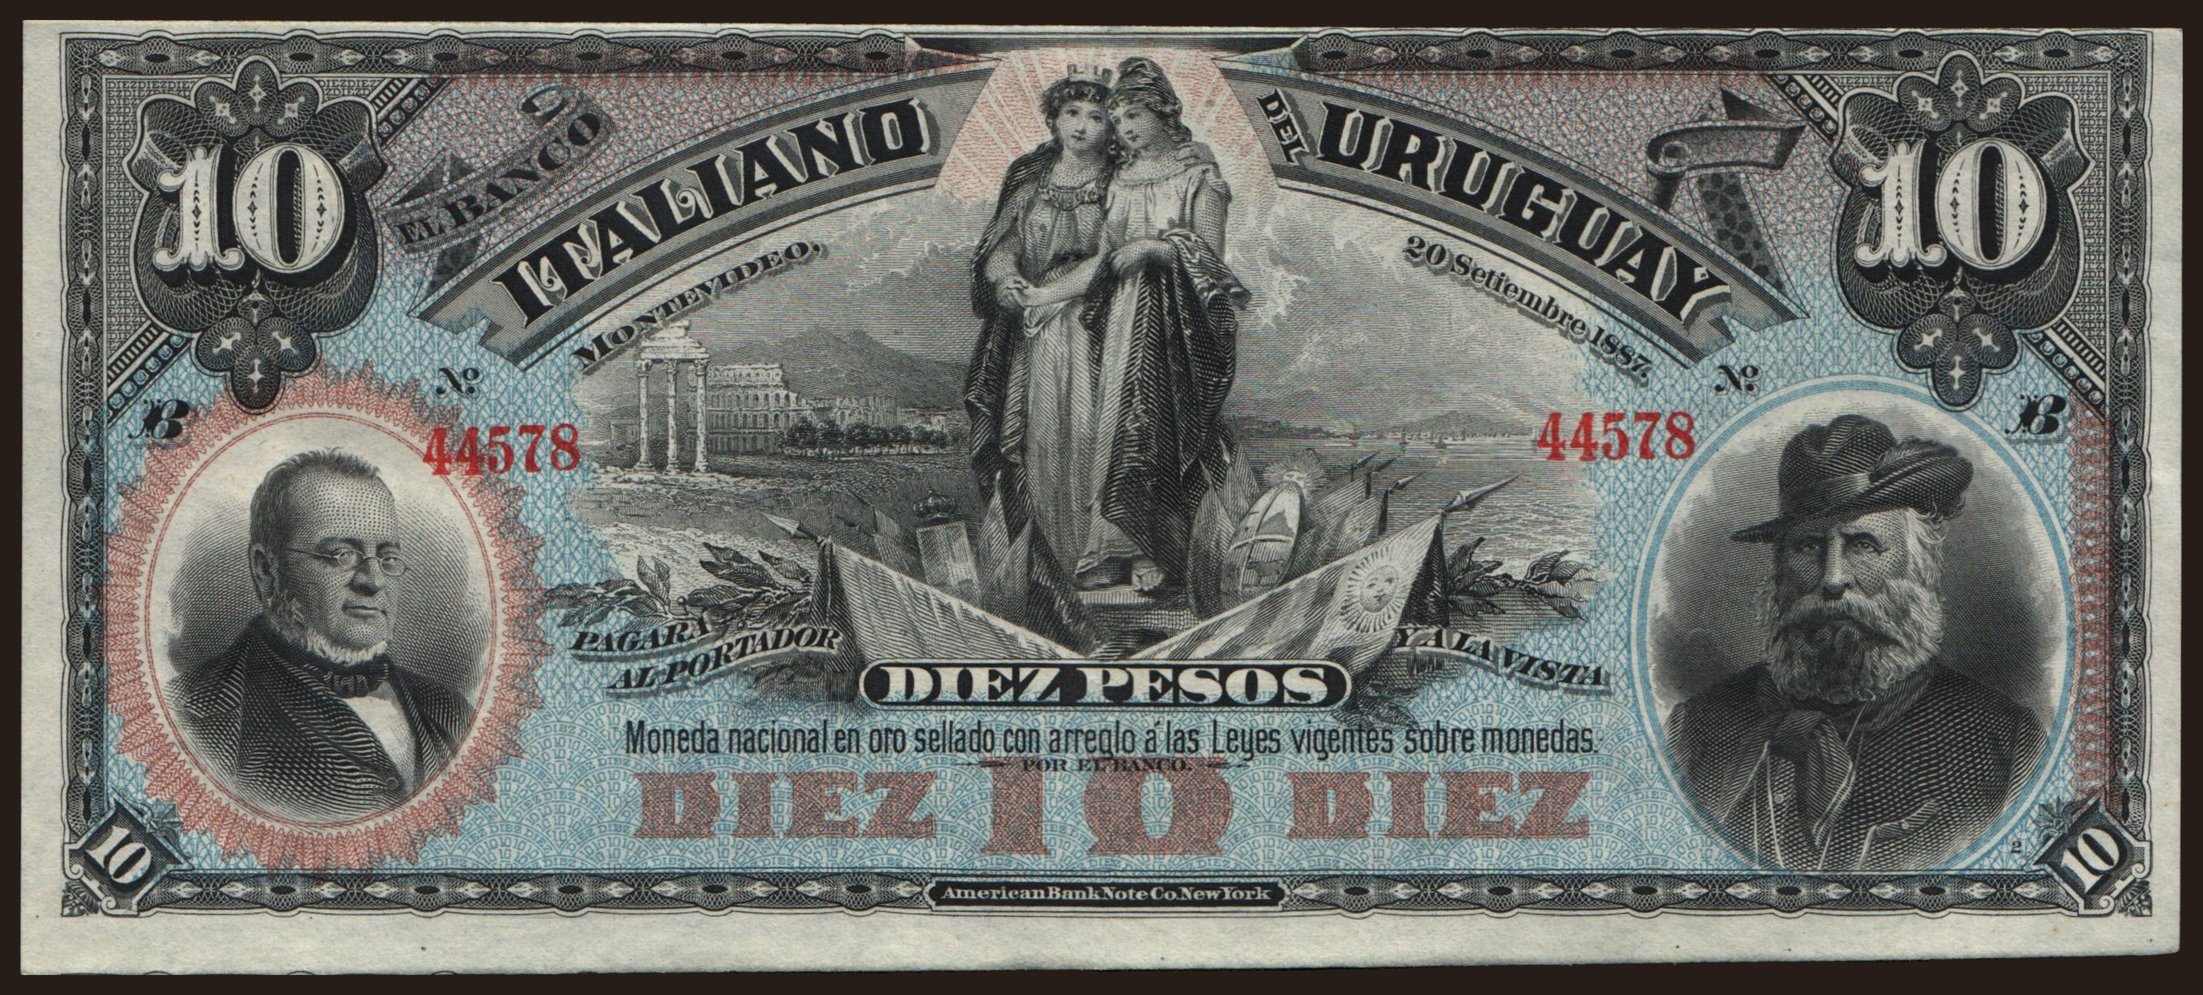 10
EL BANCO
ITALIANO
DEL
URUGUAY
10
MONTEVIDEO,
20 Setiembre 1887.
No.
No.
B
B
44578
44578
PAGARA
AL PORTADOR
Y A LA VISTA
DIEZ PESOS
Moneda nacional en oro sellado con arreglo á las Leyes vigentes sobre monedas.
POR EL BANCO.
DIEZ 10 DIEZ
2
10
American Bank Note Co. New York
10